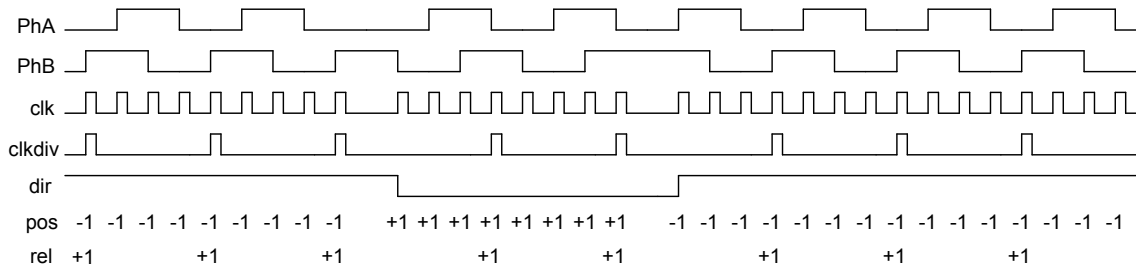 PhA
PhB
clk
clkdiv
dir
pos -1 -1 -1 -1 -1 -1 -1 -1 -1 +1 +1 +1 +1 +1 +1 +1 +1 -1 -1 -1 -1 -1 -1 -1 -1 -1 -1 -1 -1 -1 -1 -1
rel +1 +1 +1 +1 +1 +1 +1 +1